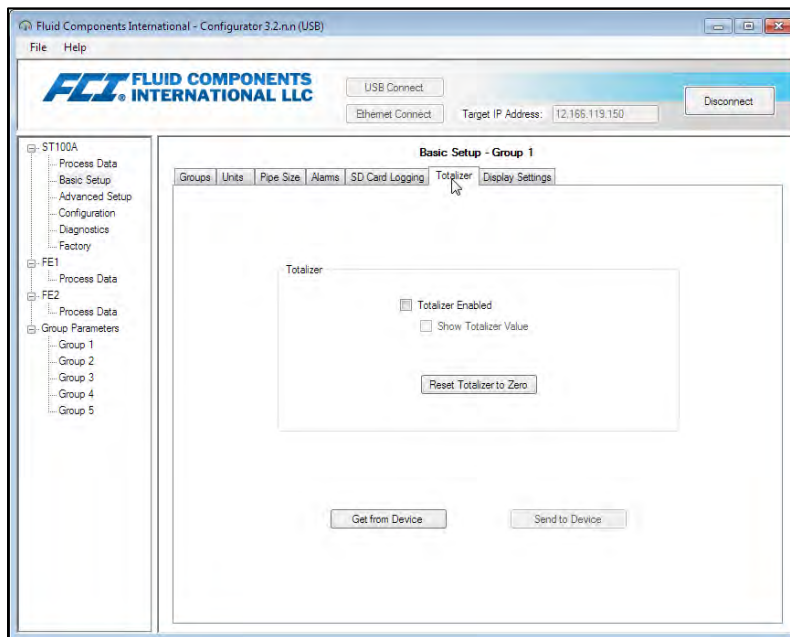 Fluid Components International - Configurator 3.2.n.n (USB)
File Help
FCI FLUID COMPONENTS
® INTERNATIONAL LLC
USB Connect
Ethernet Connect
Target IP Address: 12.166.119.150
Disconnect
ST100A
Process Data
Basic Setup
Advanced Setup
Configuration
Diagnostics
Factory
FE1
Process Data
FE2
Process Data
Group Parameters
Group 1
Group 2
Group 3
Group 4
Group 5
Basic Setup - Group 1
Groups Units Pipe Size Alarms SD Card Logging Totalizer Display Settings
Totalizer
Totalizer Enabled
Show Totalizer Value
Reset Totalizer to Zero
Get from Device Send to Device